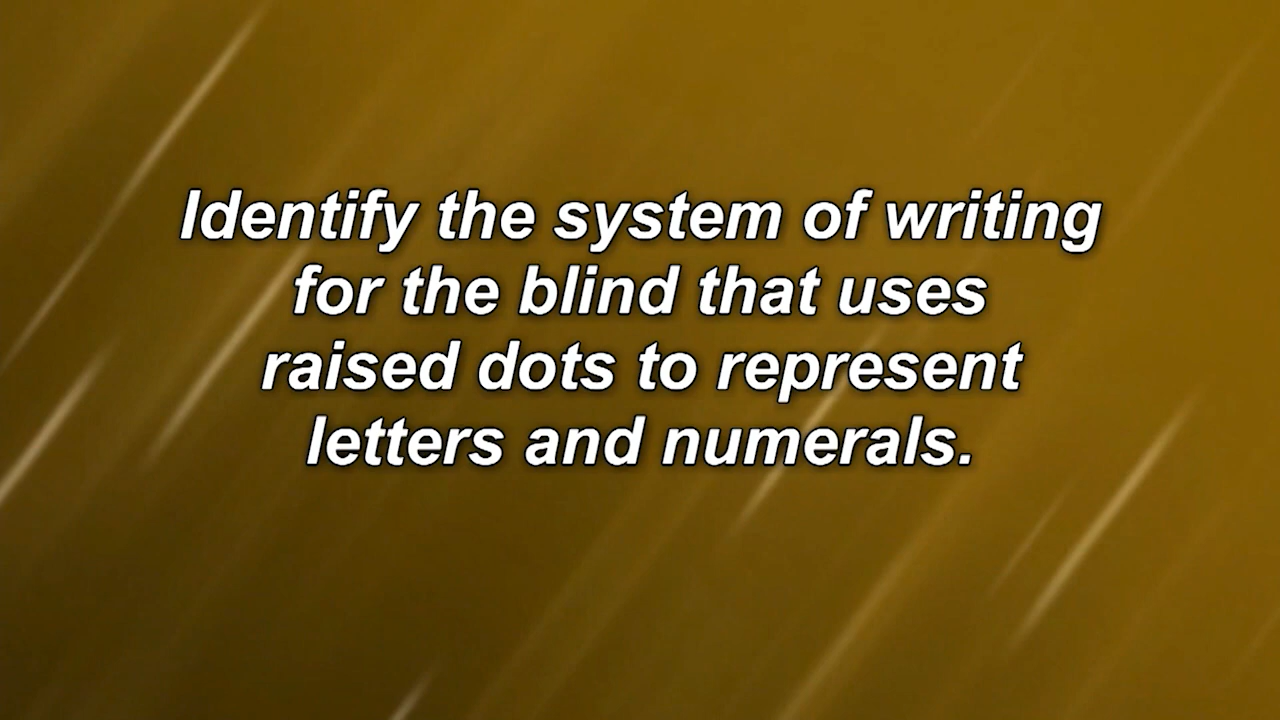 Identify the system of writing
for the blind that uses
raised dots to represent
letters and numerals.